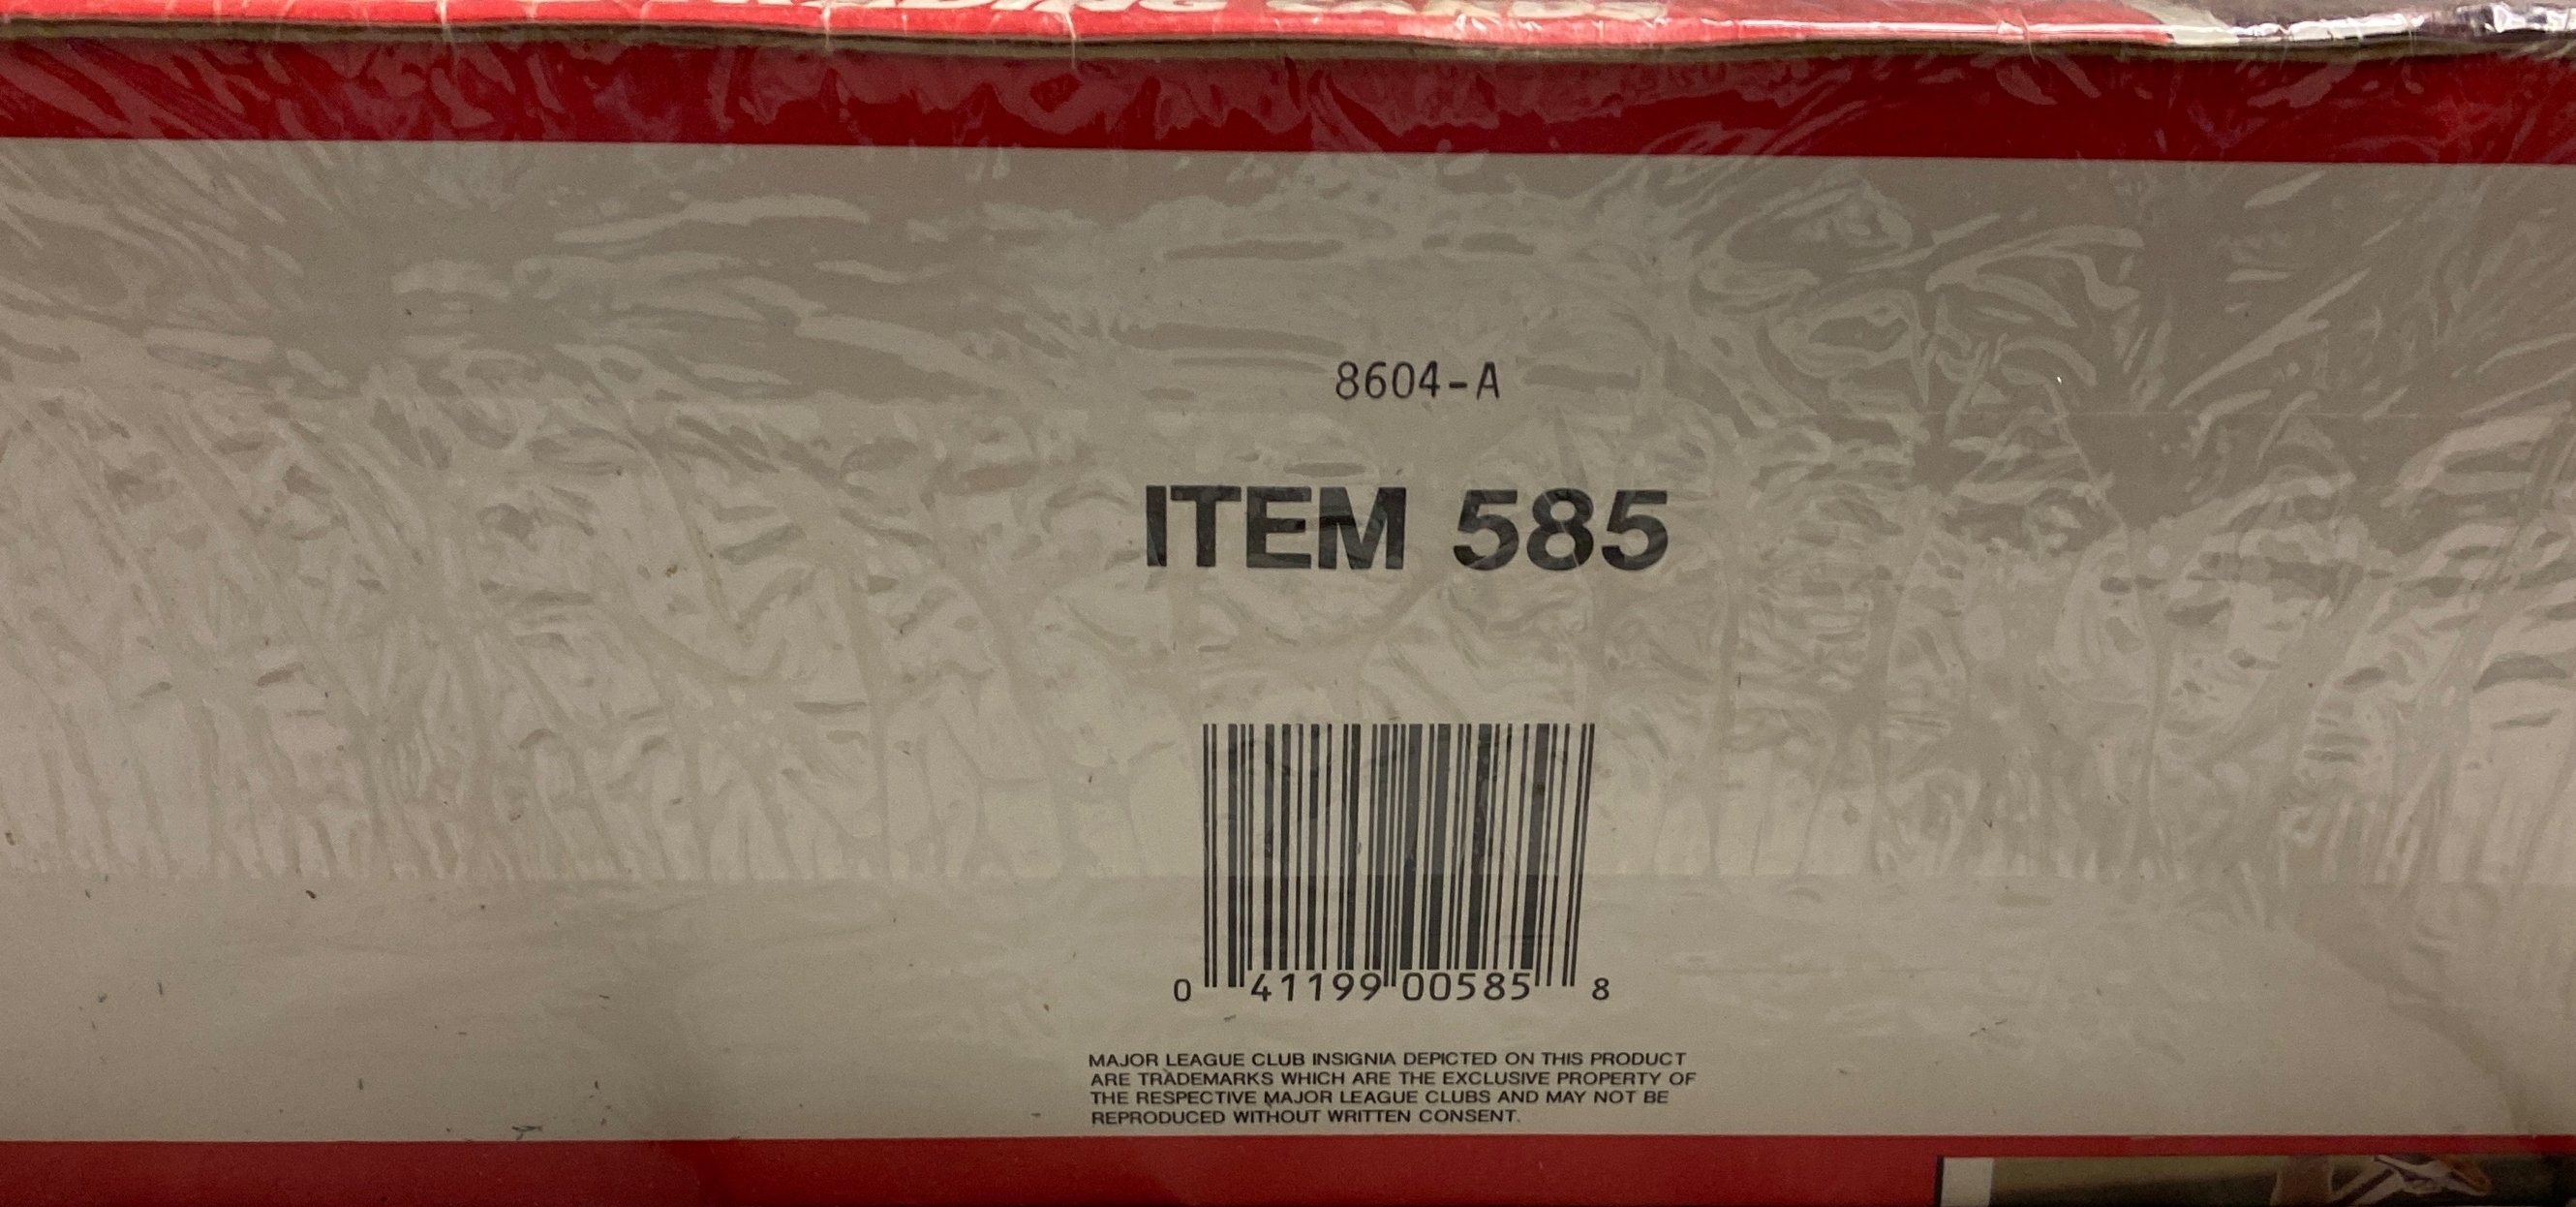 8604-A
ITEM 585
0 41199 00585 8
MAJOR LEAGUE CLUB INSIGNIA DEPICTED ON THIS PRODUCT
ARE TRADEMARKS WHICH ARE THE EXCLUSIVE PROPERTY OF
THE RESPECTIVE MAJOR LEAGUE CLUBS AND MAY NOT BE
REPRODUCED WITHOUT WRITTEN CONSENT.